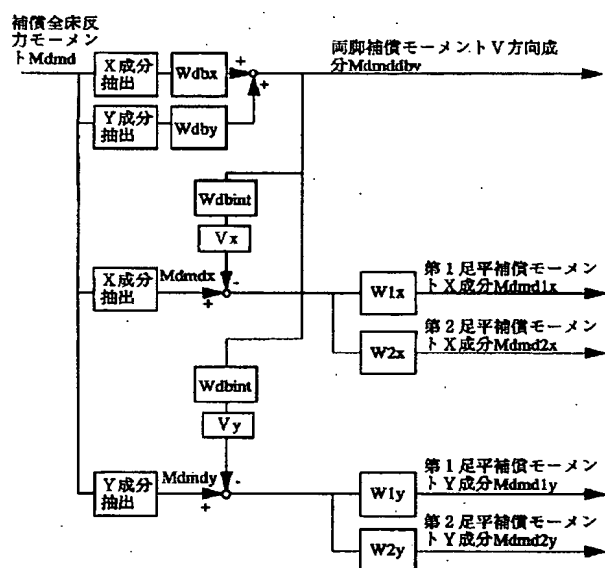 補償全床反
力モーメン
トMdmd
両脚補償モーメントV方向成
分Mdmddbv
X成分
抽出
Wdbx
+
+
Y成分
抽出
Wdby
Wdbint
Vx
X成分
抽出
Mdmdx
-
+
W1x
第1足平補償モーメン
トX成分Mdmd1x
W2x
第2足平補償モーメン
トX成分Mdmd2x
Wdbint
Vy
Y成分
抽出
Mdmdy
-
+
W1y
第1足平補償モーメン
トY成分Mdmd1y
W2y
第2足平補償モーメン
トY成分Mdmd2y